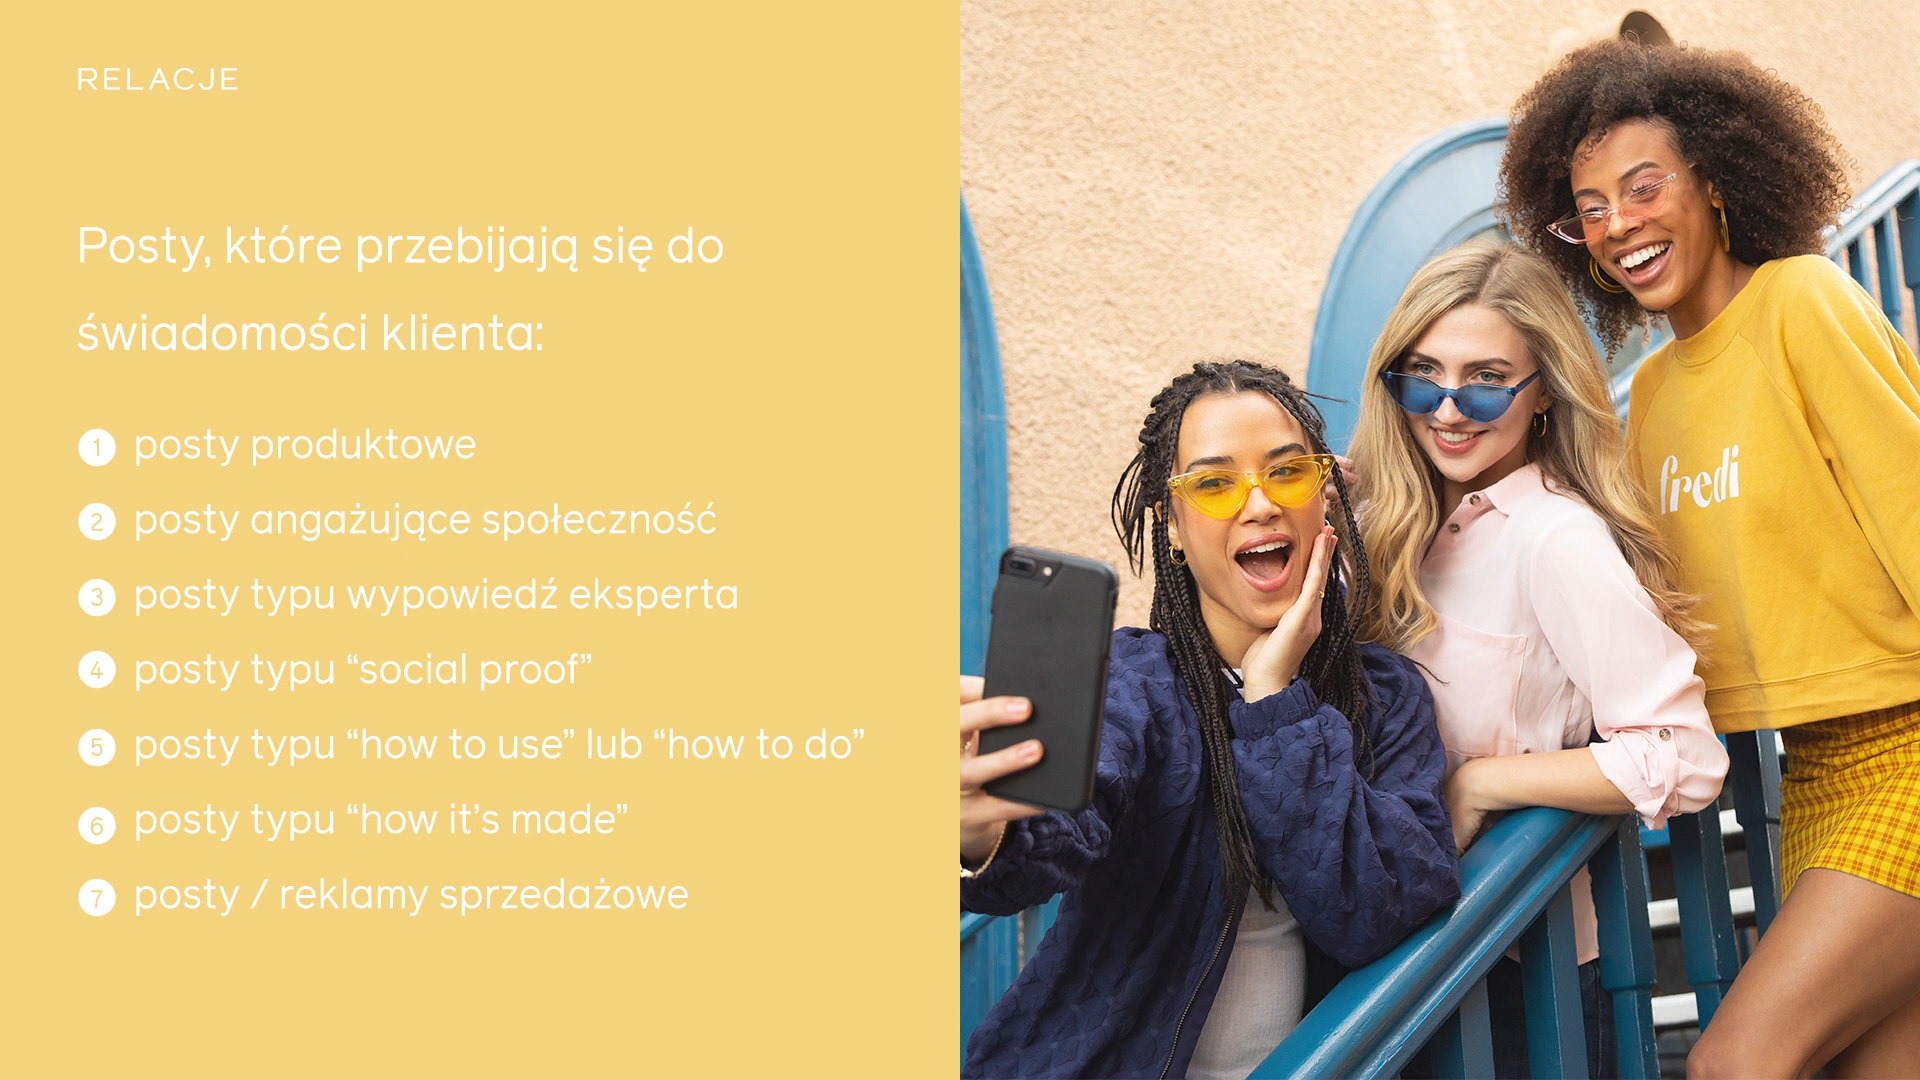 RELACJE
Posty, które przebijają się do
świadomości klienta:
1 posty produktowe
2 posty angażujące społeczność
3 posty typu wypowiedź eksperta
4 posty typu “social proof”
5 posty typu “how to use” lub “how to do”
6 posty typu “how it’s made”
7 posty / reklamy sprzedażowe
fredi